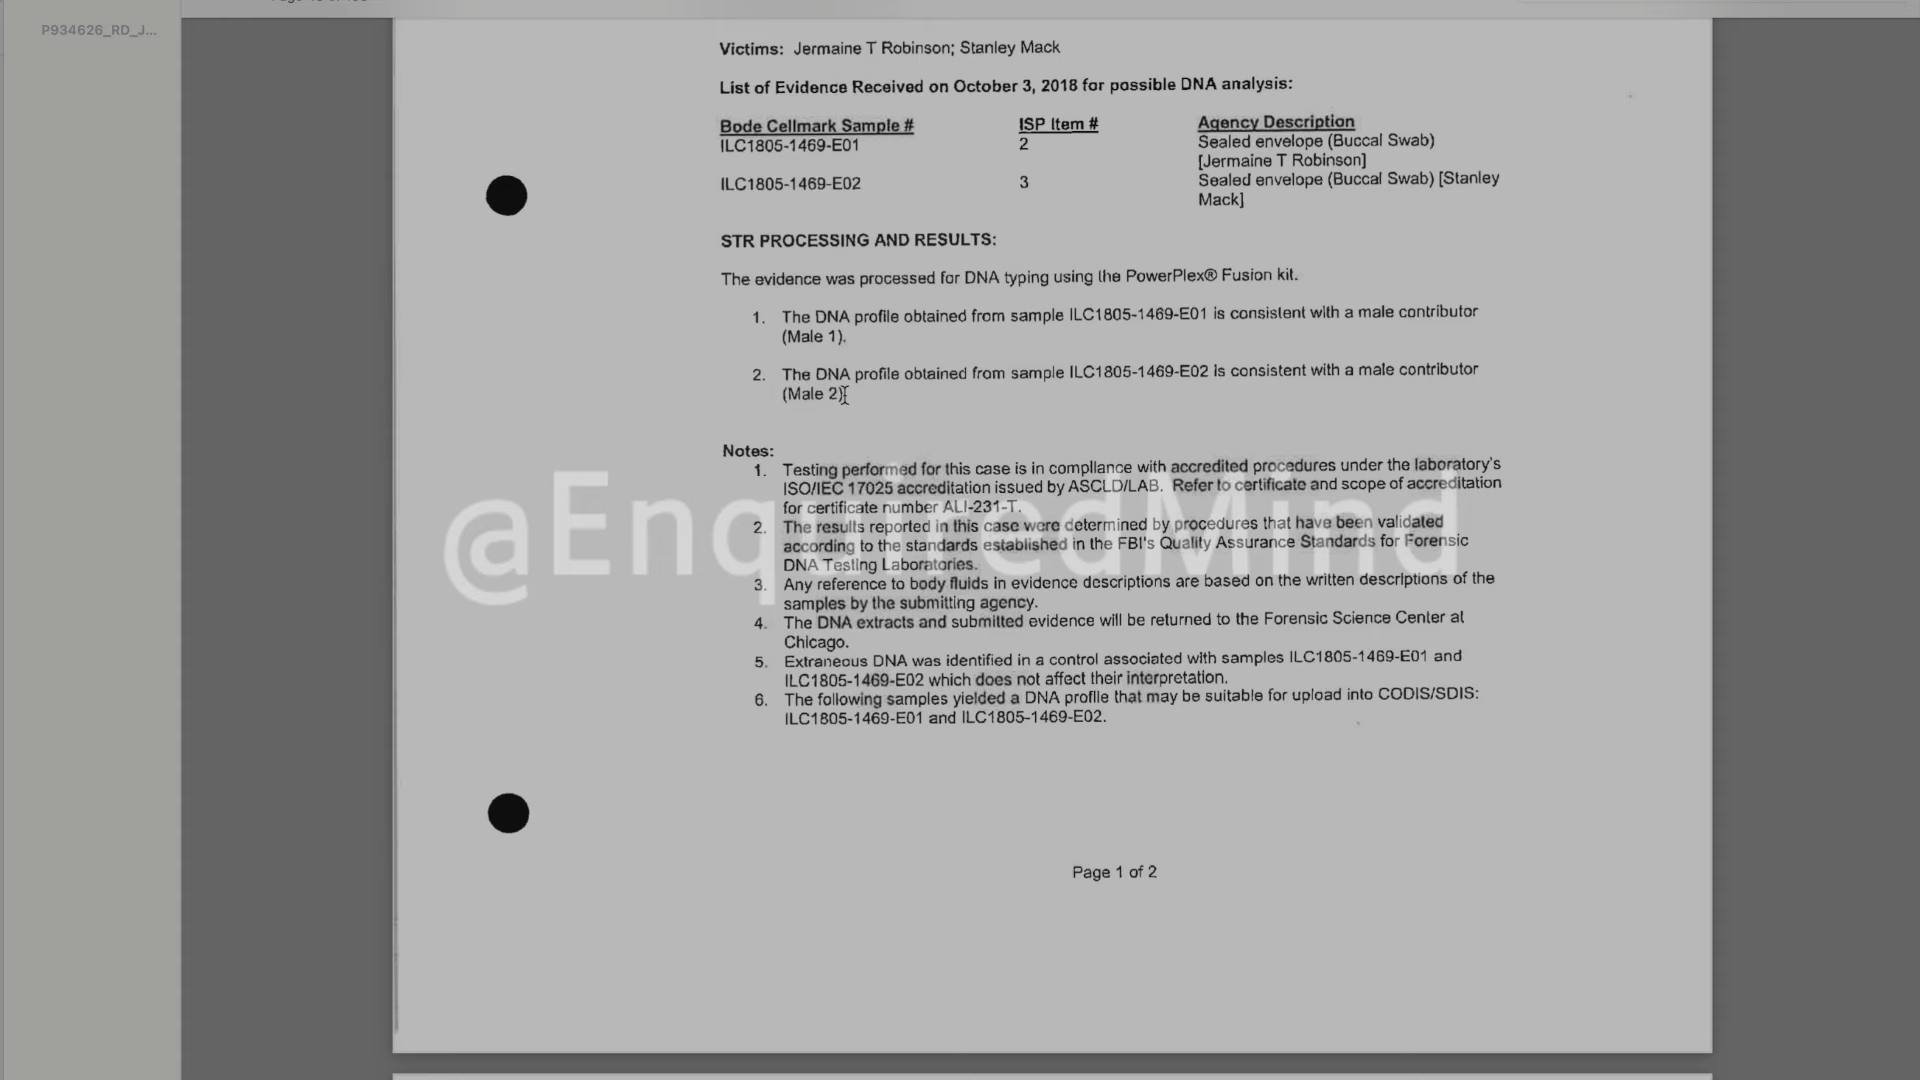 P934626_RD_J...
Victims: Jermaine T Robinson; Stanley Mack
List of Evidence Received on October 3, 2018 for possible DNA analysis:
Bode Cellmark Sample # ISP Item # Agency Description
ILC1805-1469-E01 2 Sealed envelope (Buccal Swab)
[Jermaine T Robinson]
ILC1805-1469-E02 3 Sealed envelope (Buccal Swab) [Stanley
Mack]
STR PROCESSING AND RESULTS:
The evidence was processed for DNA typing using the PowerPlex® Fusion kit.
1. The DNA profile obtained from sample ILC1805-1469-E01 is consistent with a male contributor
(Male 1).
2. The DNA profile obtained from sample ILC1805-1469-E02 is consistent with a male contributor
(Male 2)
Notes:
1. Testing performed for this case is in compliance with accredited procedures under the laboratory's
ISO/IEC 17025 accreditation issued by ASCLD/LAB. Refer to certificate and scope of accreditation
for certificate number ALI-231-T.
2. The results reported in this case were determined by procedures that have been validated
according to the standards established in the FBI's Quality Assurance Standards for Forensic
DNA Testing Laboratories.
3. Any reference to body fluids in evidence descriptions are based on the written descriptions of the
samples by the submitting agency.
4. The DNA extracts and submitted evidence will be returned to the Forensic Science Center at
Chicago.
5. Extraneous DNA was identified in a control associated with samples ILC1805-1469-E01 and
ILC1805-1469-E02 which does not affect their interpretation.
6. The following samples yielded a DNA profile that may be suitable for upload into CODIS/SDIS:
ILC1805-1469-E01 and ILC1805-1469-E02.
@EnquiredMind
Page 1 of 2